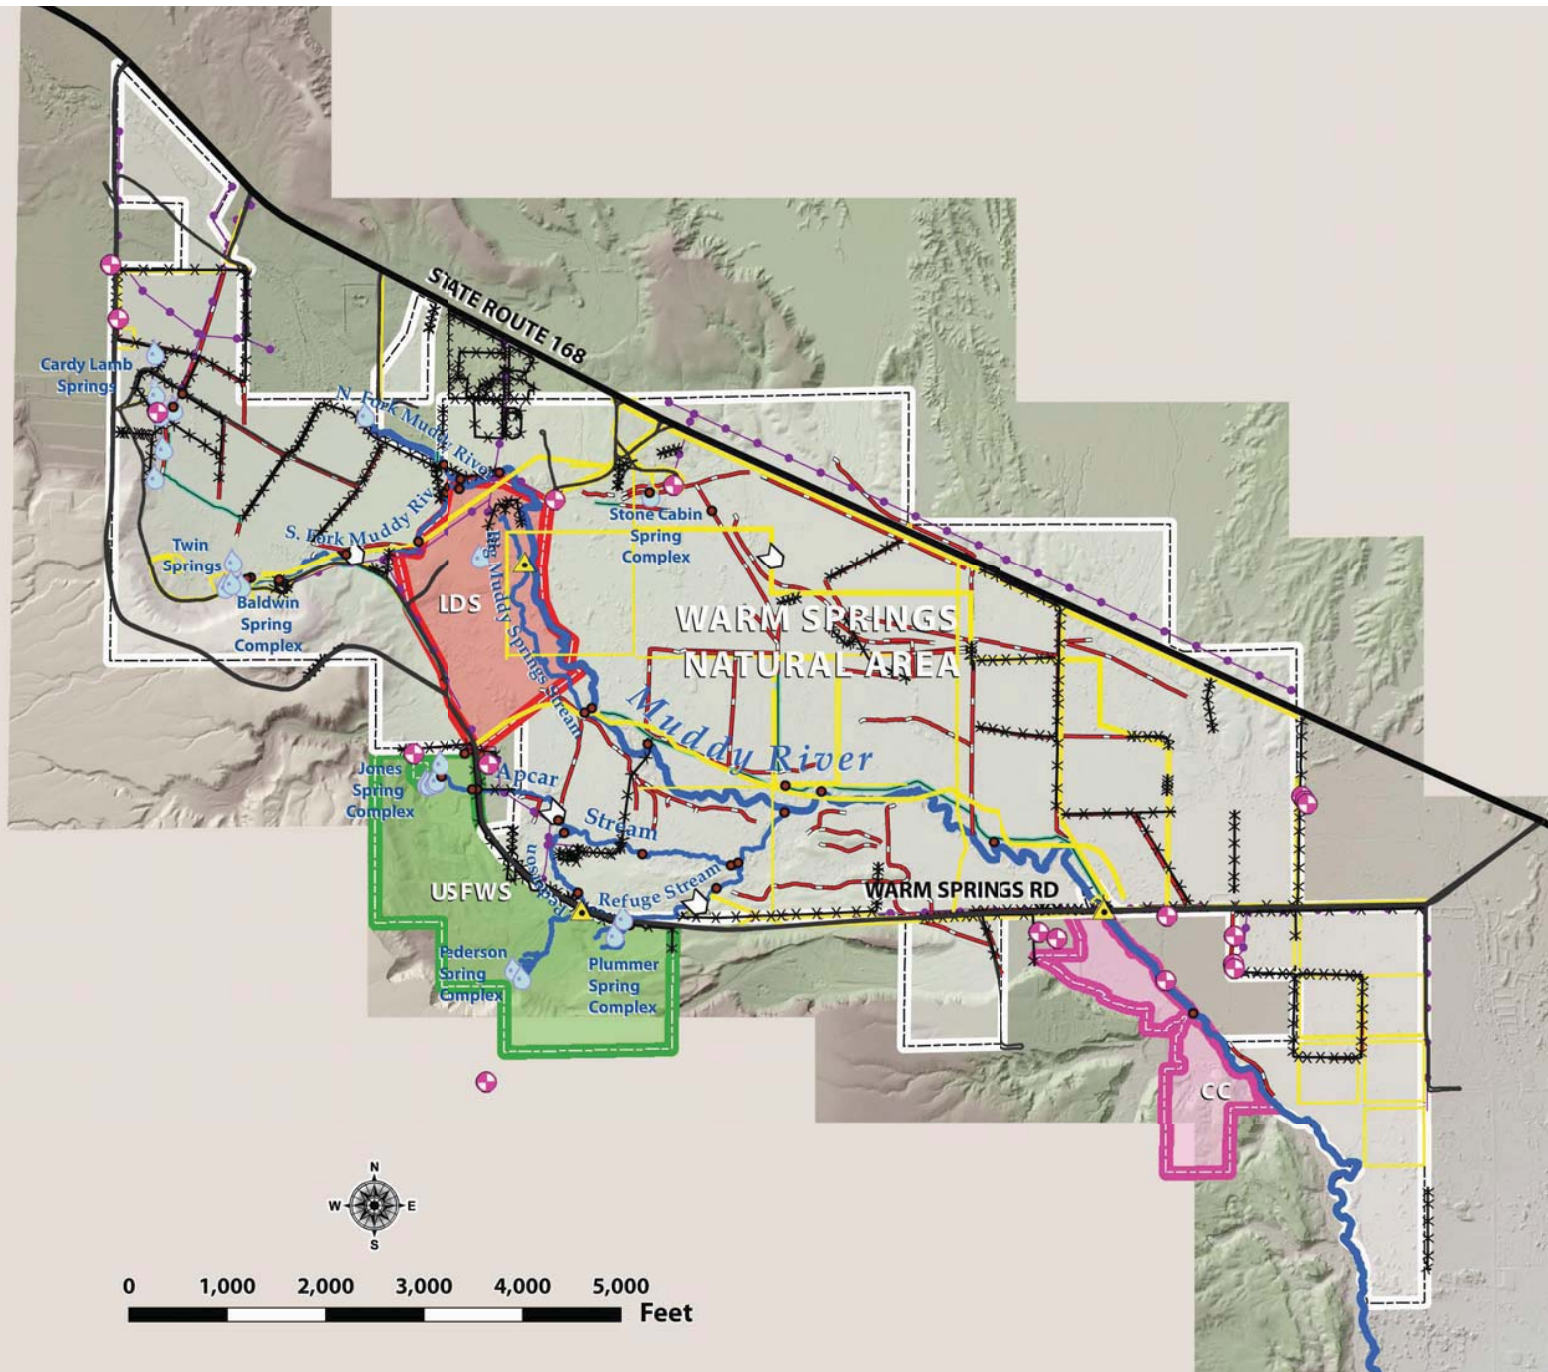 STATE ROUTE 168
Cardy Lamb
Springs
N. Fork Muddy River
S. Fork Muddy River
Stone Cabin
Spring
Complex
Twin
Springs
Baldwin
Spring
Complex
LDS
Big Muddy Springs Stream
WARM SPRINGS
NATURAL AREA
Muddy River
Jones
Spring
Complex
Apcar
Stream
USFWS
Pederson
Refuge Stream
WARM SPRINGS RD
Pederson
Spring
Complex
Plummer
Spring
Complex
CC
N
W
E
S
0 1,000 2,000 3,000 4,000 5,000
Feet